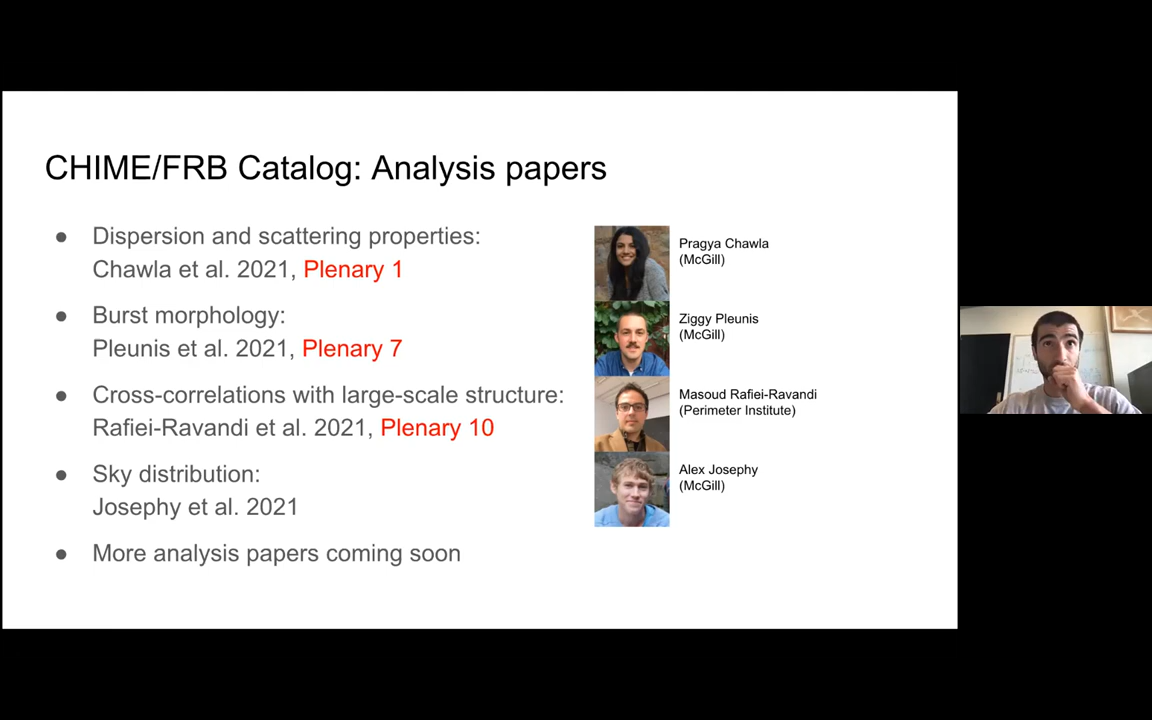 CHIME/FRB Catalog: Analysis papers
● Dispersion and scattering properties:
Chawla et al. 2021, Plenary 1
● Burst morphology:
Pleunis et al. 2021, Plenary 7
● Cross-correlations with large-scale structure:
Rafiei-Ravandi et al. 2021, Plenary 10
● Sky distribution:
Josephy et al. 2021
● More analysis papers coming soon
Pragya Chawla
(McGill)
Ziggy Pleunis
(McGill)
Masoud Rafiei-Ravandi
(Perimeter Institute)
Alex Josephy
(McGill)